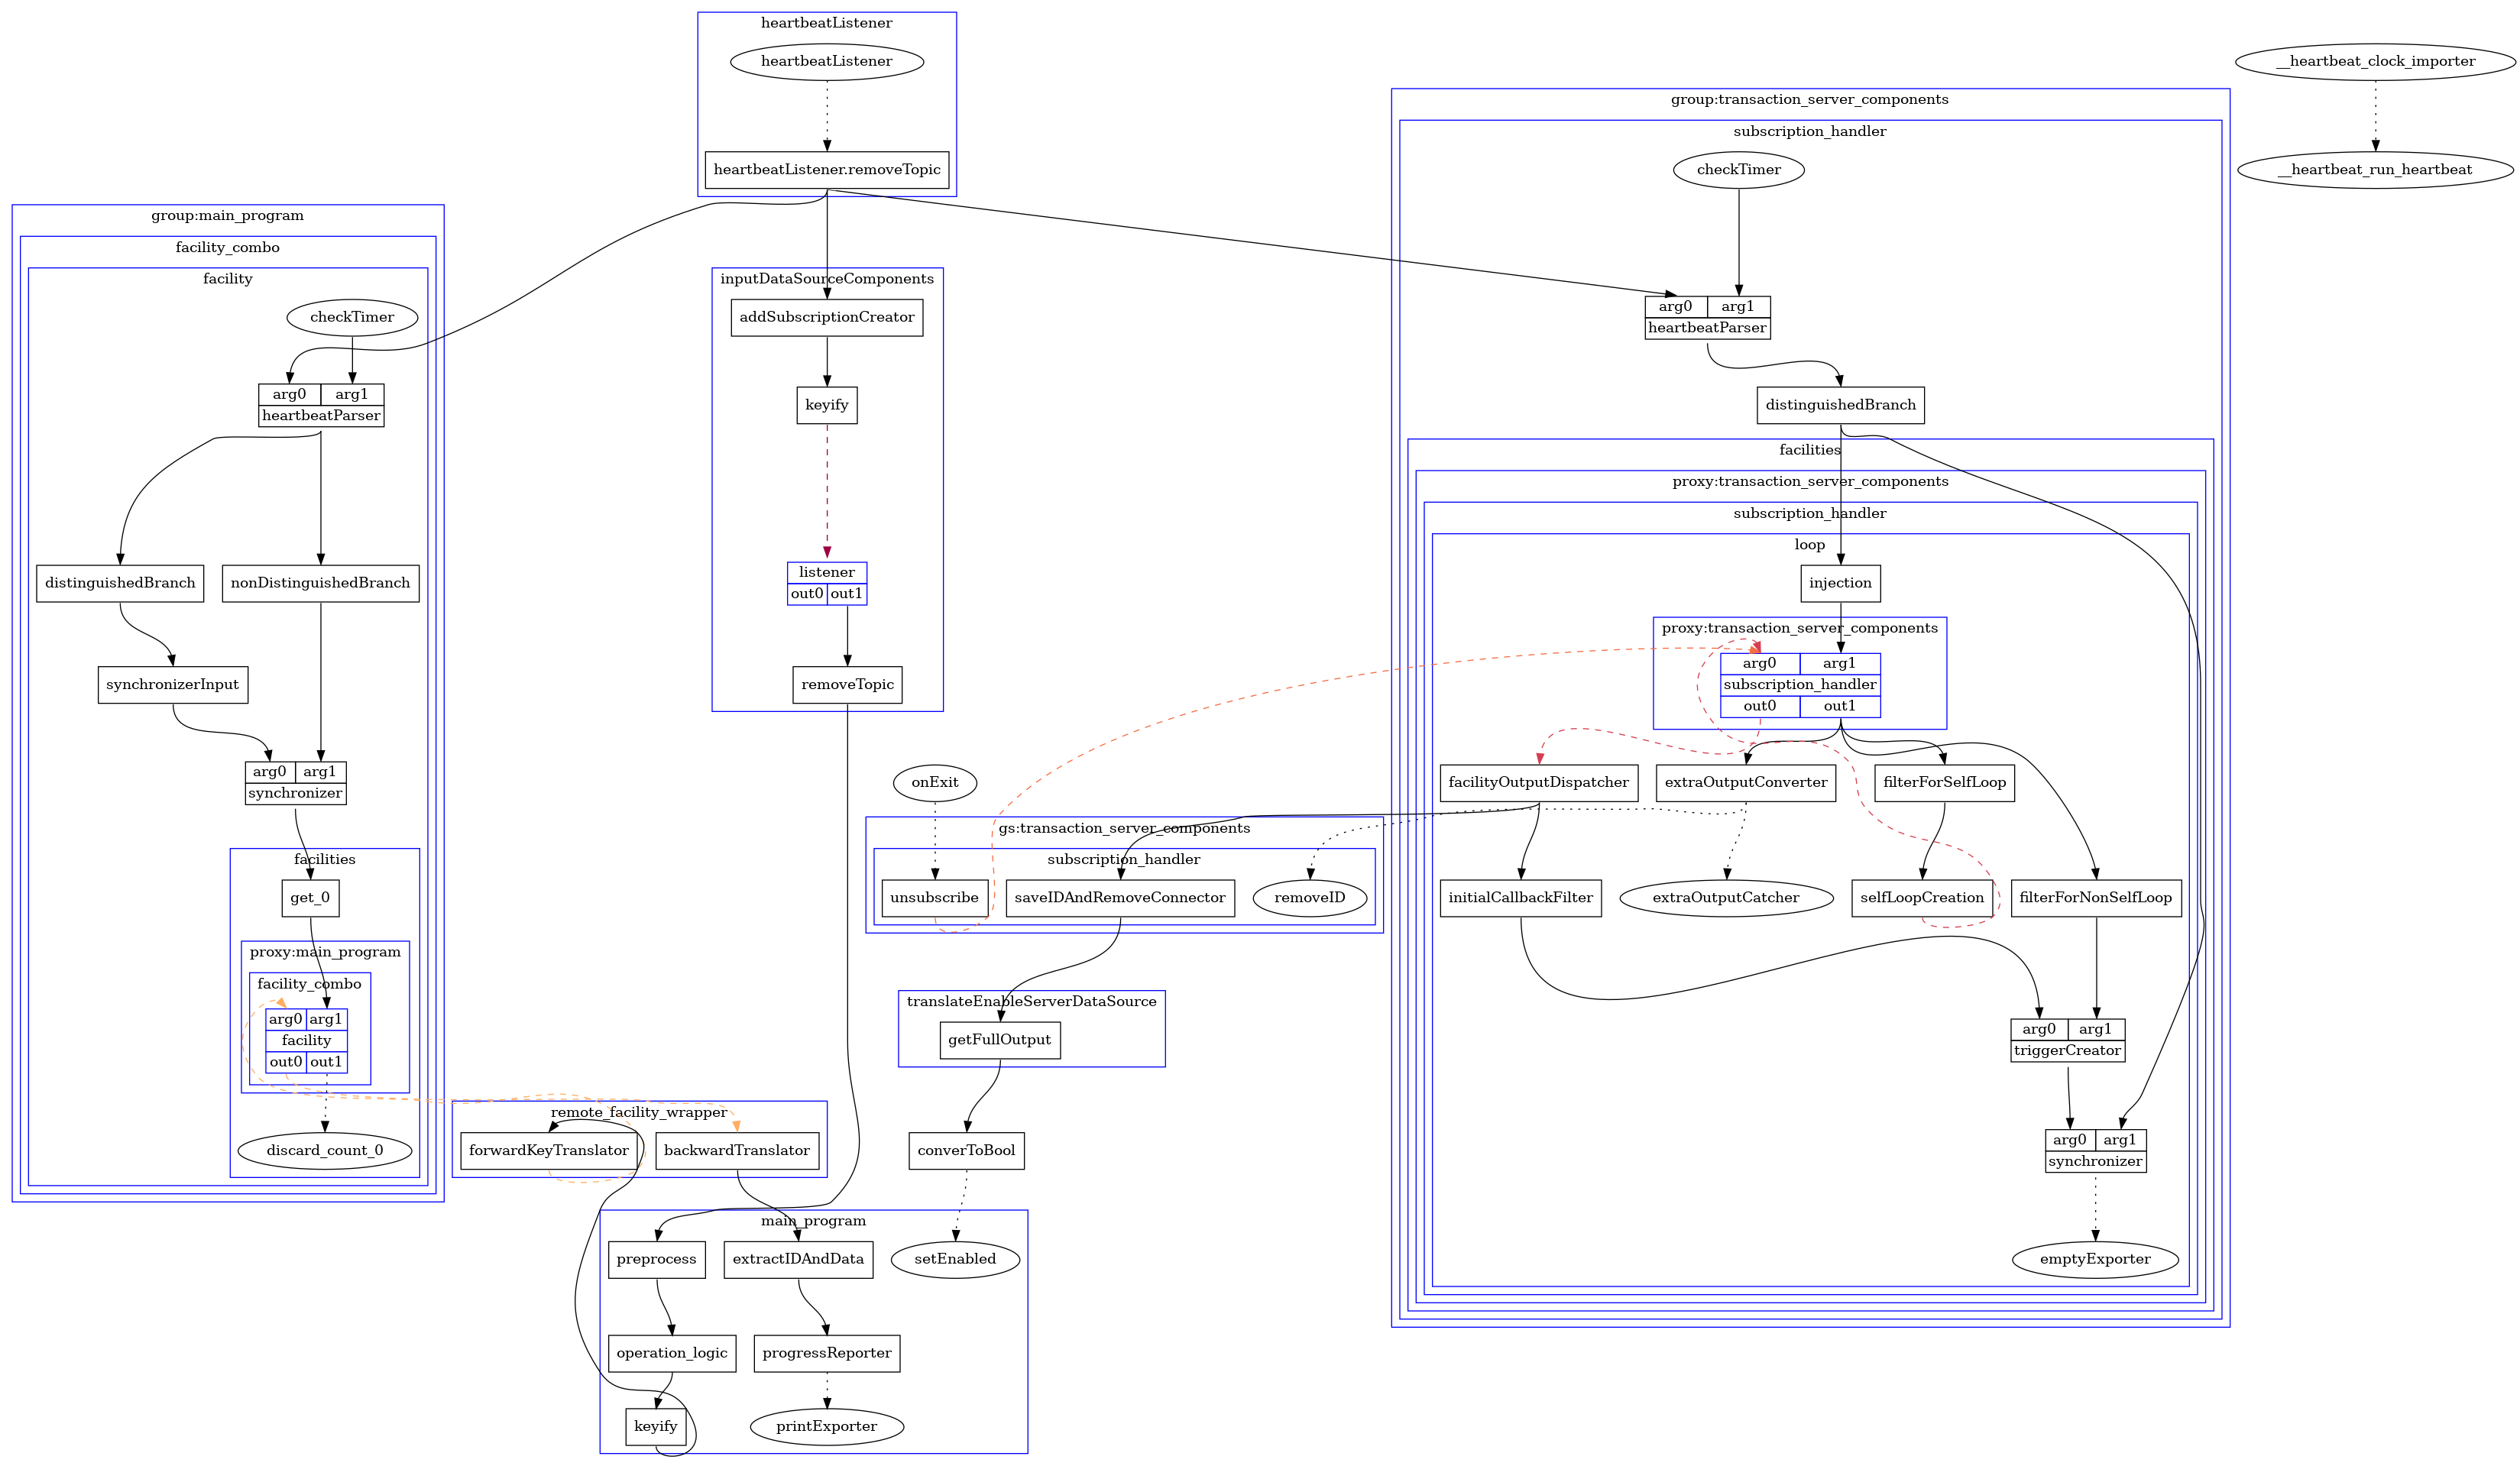 heartbeatListener
heartbeatListener
heartbeatListener.removeTopic
__heartbeat_clock_importer
__heartbeat_run_heartbeat
group:transaction_server_components
subscription_handler
checkTimer
arg0 arg1
heartbeatParser
distinguishedBranch
facilities
proxy:transaction_server_components
subscription_handler
loop
injection
proxy:transaction_server_components
arg0 arg1
subscription_handler
out0 out1
facilityOutputDispatcher
extraOutputConverter
filterForSelfLoop
initialCallbackFilter
extraOutputCatcher
selfLoopCreation
filterForNonSelfLoop
arg0 arg1
triggerCreator
arg0 arg1
synchronizer
emptyExporter
group:main_program
facility_combo
facility
checkTimer
arg0 arg1
heartbeatParser
distinguishedBranch
nonDistinguishedBranch
synchronizerInput
arg0 arg1
synchronizer
facilities
get_0
proxy:main_program
facility_combo
arg0 arg1
facility
out0 out1
discard_count_0
inputDataSourceComponents
addSubscriptionCreator
keyify
listener
out0 out1
removeTopic
onExit
gs:transaction_server_components
subscription_handler
unsubscribe
saveIDAndRemoveConnector
removeID
translateEnableServerDataSource
getFullOutput
remote_facility_wrapper
forwardKeyTranslator
backwardTranslator
converToBool
main_program
preprocess
extractIDAndData
setEnabled
operation_logic
progressReporter
keyify
printExporter